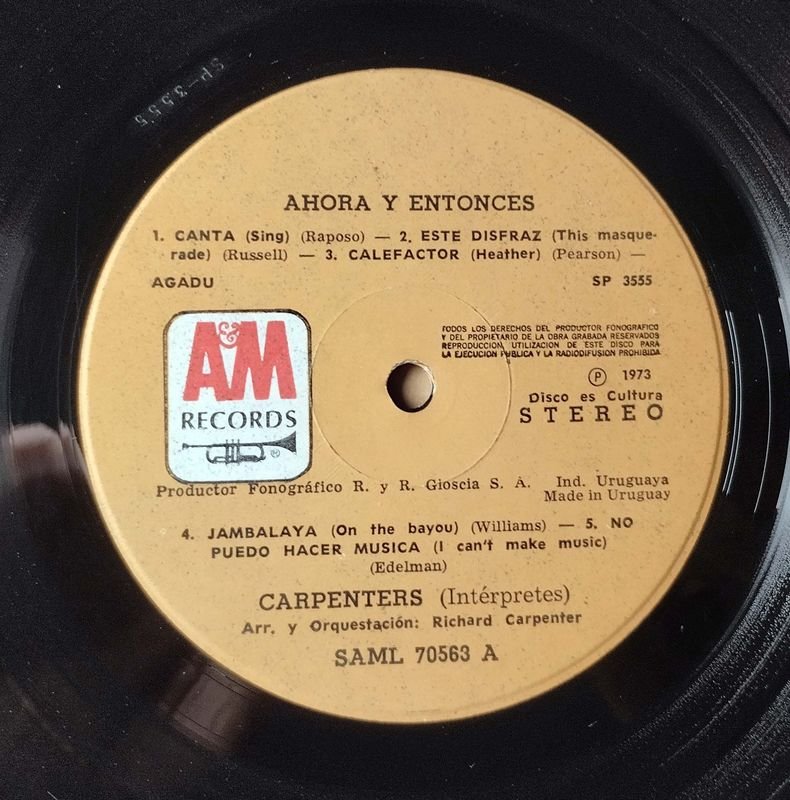 SP-3555
AHORA Y ENTONCES
1. CANTA (Sing) (Raposo) — 2. ESTE DISFRAZ (This masque-
rade) (Russell) — 3. CALEFACTOR (Heather) (Pearson) —
AGADU
SP 3555
A&M
RECORDS
®
TODOS LOS DERECHOS DEL PRODUCTOR FONOGRAFICO
Y DEL PROPIETARIO DE LA OBRA GRABADA RESERVADOS
REPRODUCCION, UTILIZACION DE ESTE DISCO PARA
LA EJECUCION PUBLICA Y LA RADIODIFUSION PROHIBIDA
Ⓟ 1973
Disco es Cultura
STEREO
Productor Fonográfico R. y R. Gioscia S. A.
Ind. Uruguaya
Made in Uruguay
4. JAMBALAYA (On the bayou) (Williams) — 5. NO
PUEDO HACER MUSICA (I can't make music)
(Edelman)
CARPENTERS (Intérpretes)
Arr. y Orquestación: Richard Carpenter
SAML 70563 A